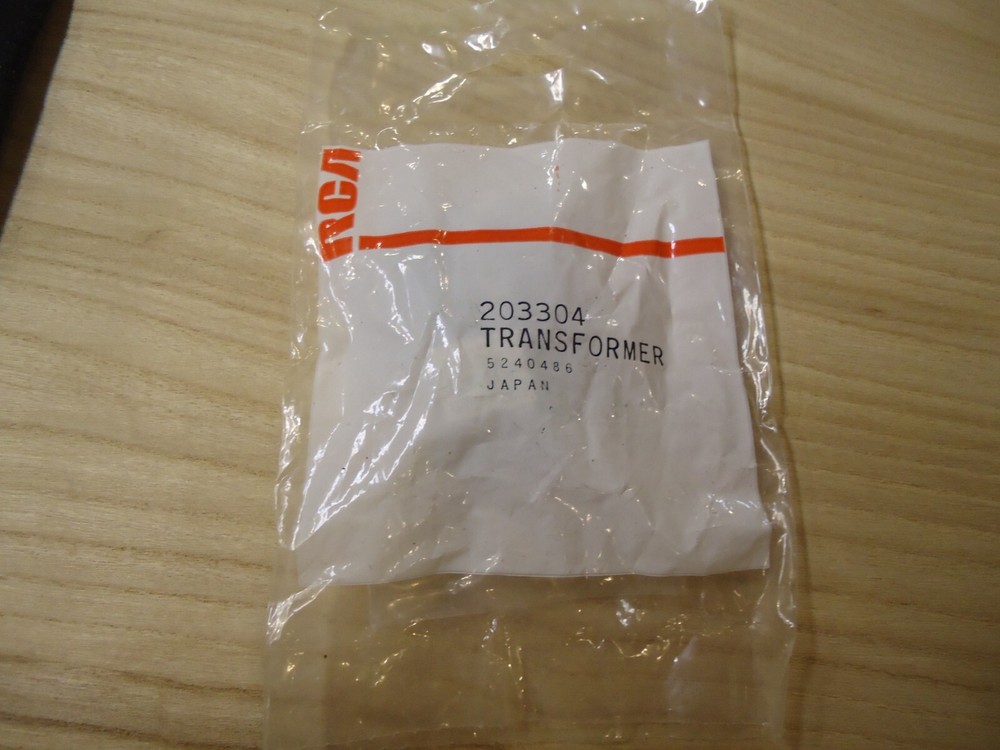 RCA
203304
TRANSFORMER
5240486
JAPAN